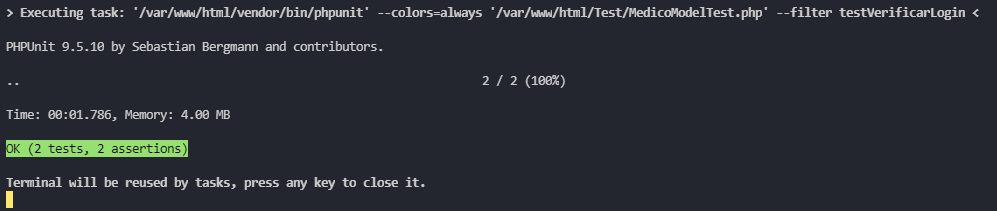 > Executing task: '/var/www/html/vendor/bin/phpunit' --colors=always '/var/www/html/Test/MedicoModelTest.php' --filter testVerificarLogin <
PHPUnit 9.5.10 by Sebastian Bergmann and contributors.
.. 2 / 2 (100%)
Time: 00:01.786, Memory: 4.00 MB
OK (2 tests, 2 assertions)
Terminal will be reused by tasks, press any key to close it.